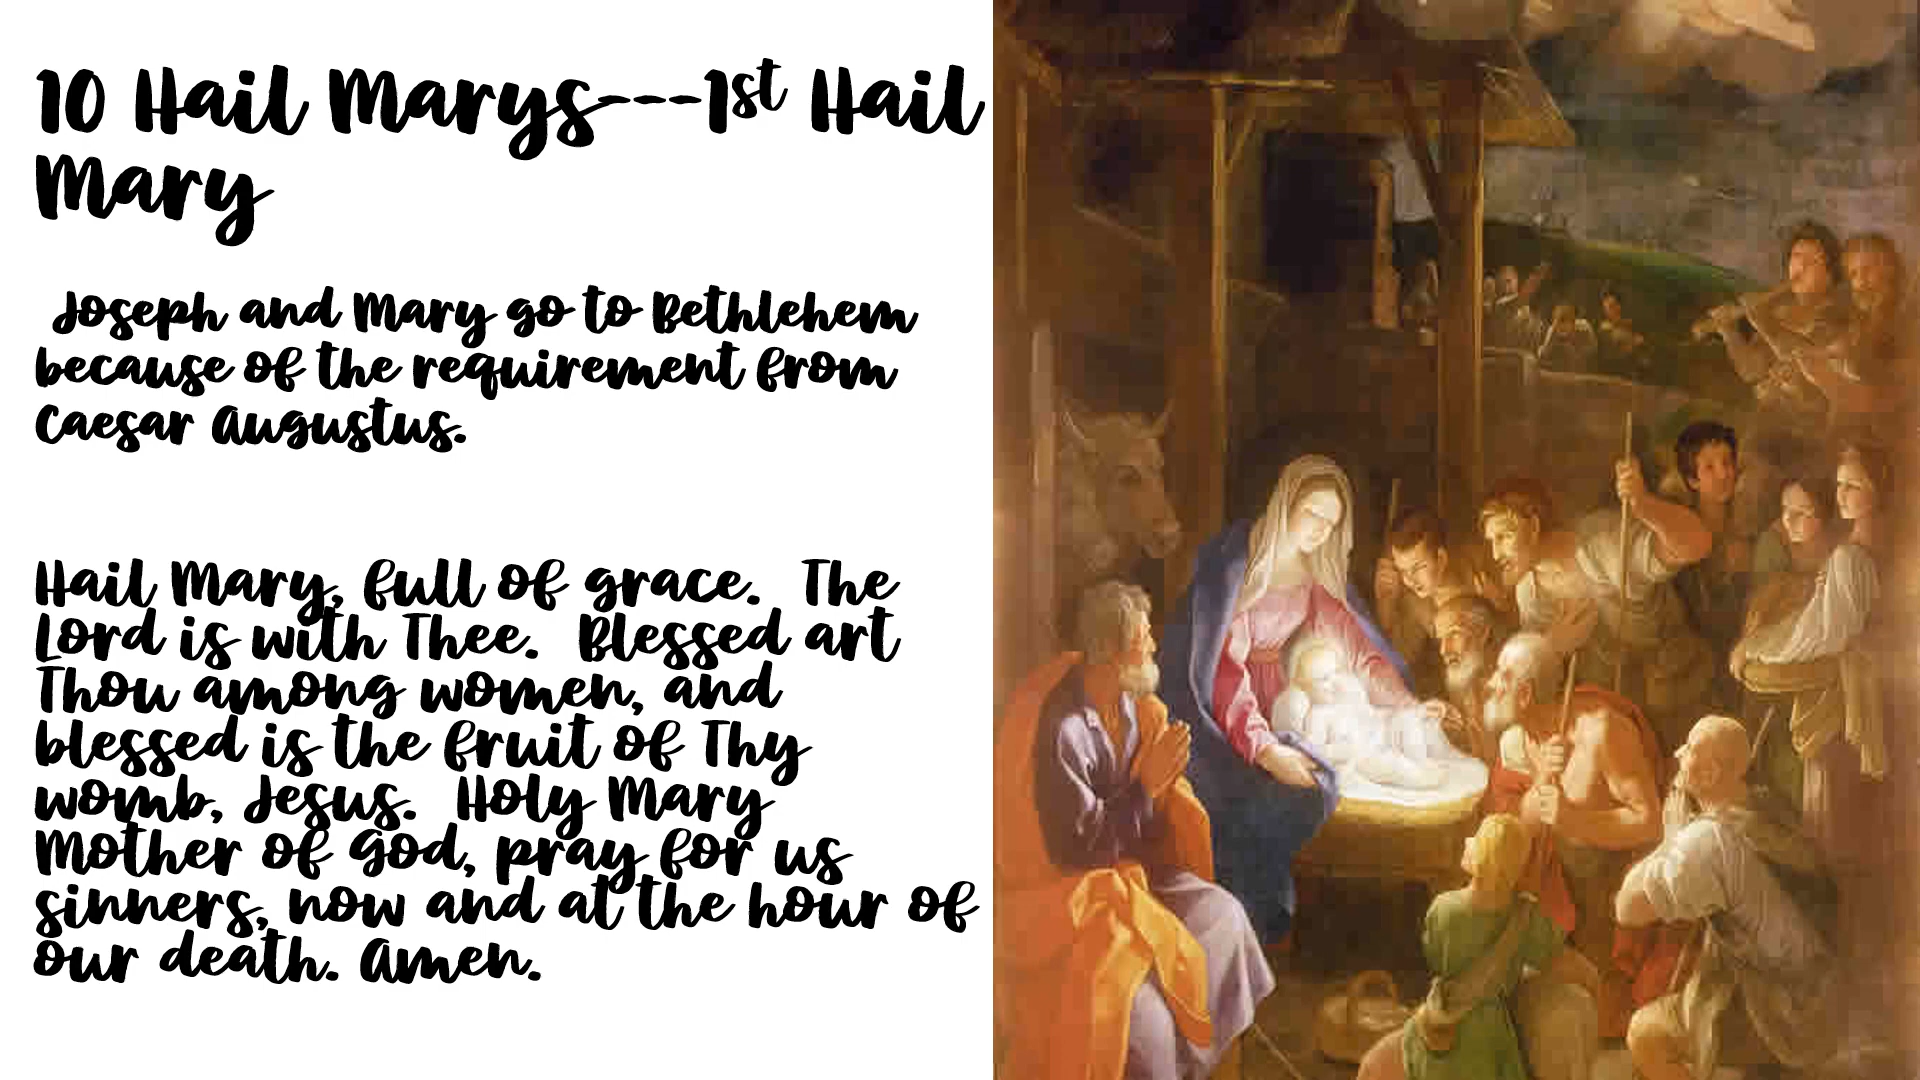 10 Hail Marys---1st Hail
Mary
Joseph and Mary go to Bethlehem
because of the requirement from
Caesar Augustus.
Hail Mary, full of grace.  The
Lord is with Thee.  Blessed art
Thou among women, and
blessed is the fruit of Thy
womb, Jesus.  Holy Mary
Mother of God, pray for us
sinners, now and at the hour of
our death. Amen.